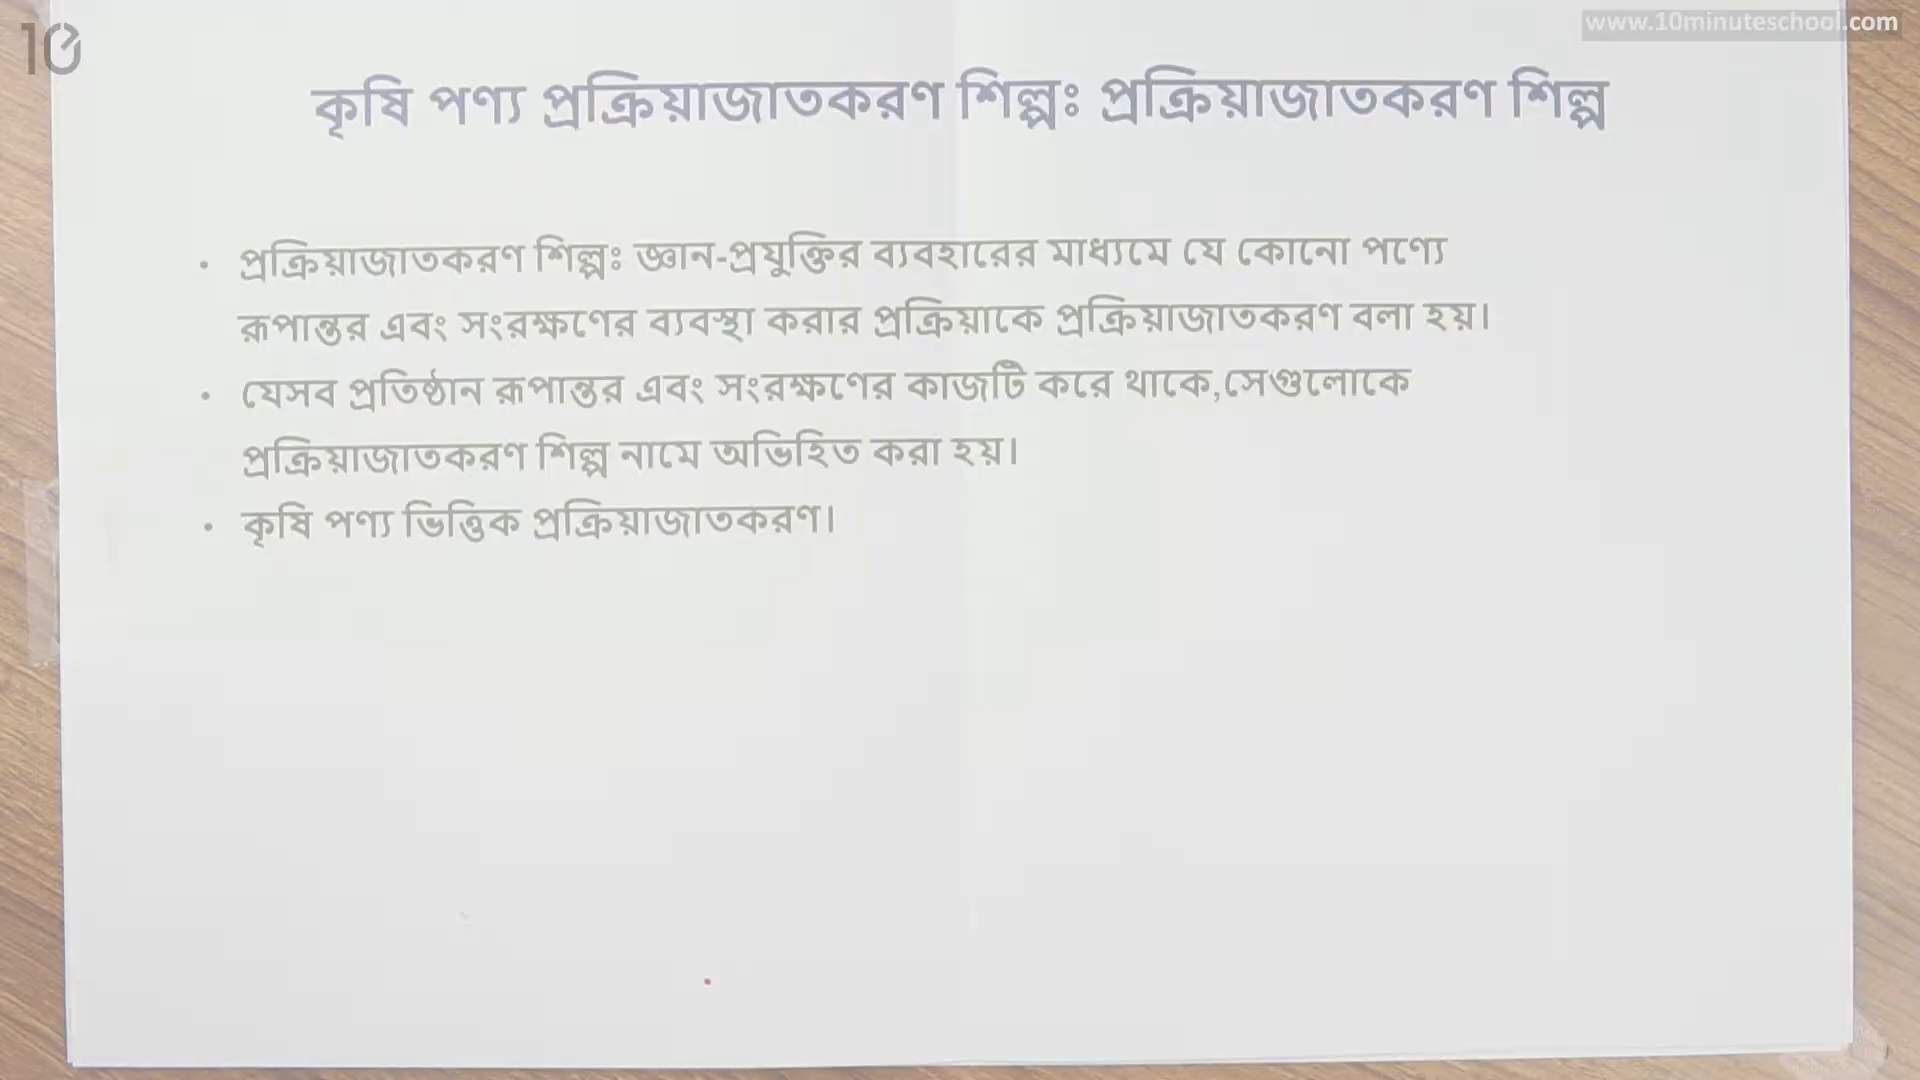 10
www.10minuteschool.com
কৃষি পণ্য প্রক্রিয়াজাতকরণ শিল্পঃ প্রক্রিয়াজাতকরণ শিল্প
• প্রক্রিয়াজাতকরণ শিল্পঃ জ্ঞান-প্রযুক্তির ব্যবহারের মাধ্যমে যে কোনো পণ্যে
রূপান্তর এবং সংরক্ষণের ব্যবস্থা করার প্রক্রিয়াকে প্রক্রিয়াজাতকরণ বলা হয়।
• যেসব প্রতিষ্ঠান রূপান্তর এবং সংরক্ষণের কাজটি করে থাকে,সেগুলোকে
প্রক্রিয়াজাতকরণ শিল্প নামে অভিহিত করা হয়।
• কৃষি পণ্য ভিত্তিক প্রক্রিয়াজাতকরণ।